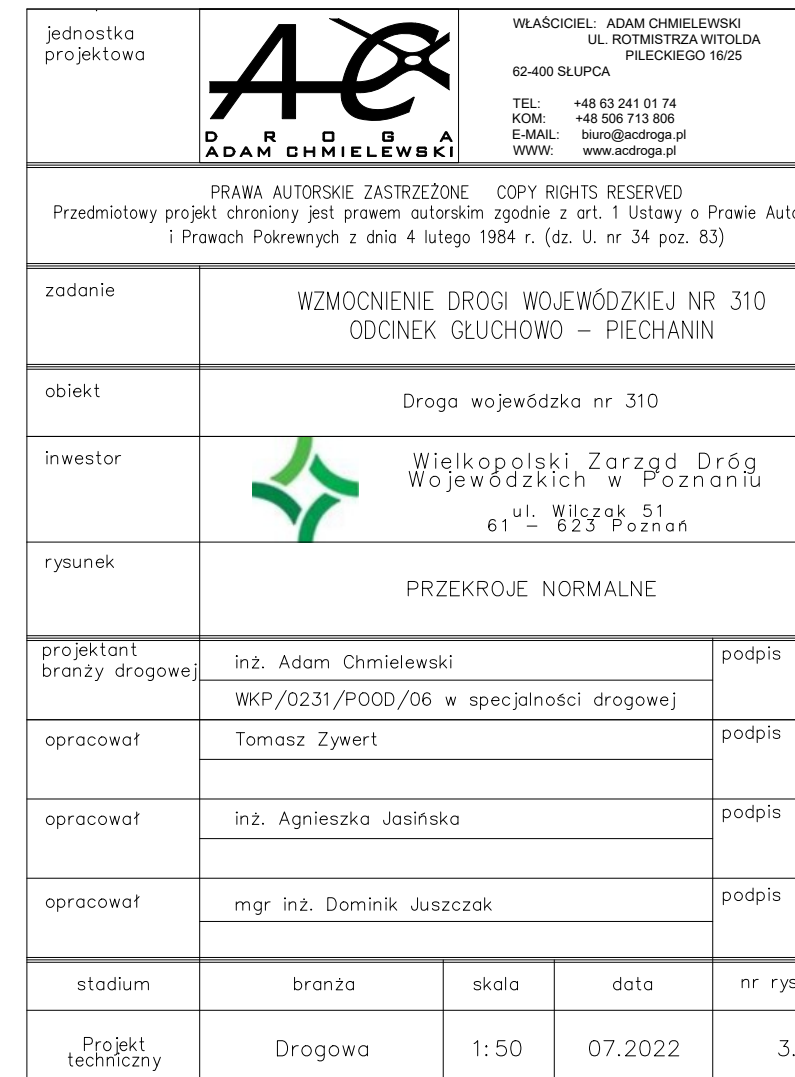 jednostka
projektowa
AC
DROGA
ADAM CHMIELEWSKI
WŁAŚCICIEL: ADAM CHMIELEWSKI
UL. ROTMISTRZA WITOLDA
PILECKIEGO 16/25
62-400 SŁUPCA
TEL: +48 63 241 01 74
KOM: +48 506 713 806
E-MAIL: biuro@acdroga.pl
WWW: www.acdroga.pl
PRAWA AUTORSKIE ZASTRZEŻONE COPY RIGHTS RESERVED
Przedmiotowy projekt chroniony jest prawem autorskim zgodnie z art. 1 Ustawy o Prawie Auto
i Prawach Pokrewnych z dnia 4 lutego 1984 r. (dz. U. nr 34 poz. 83)
zadanie
WZMOCNIENIE DROGI WOJEWÓDZKIEJ NR 310
ODCINEK GŁUCHOWO – PIECHANIN
obiekt
Droga wojewódzka nr 310
inwestor
Wielkopolski Zarząd Dróg
Wojewódzkich w Poznaniu
ul. Wilczak 51
61 – 623 Poznań
rysunek
PRZEKROJE NORMALNE
projektant
branży drogowej
inż. Adam Chmielewski
podpis
WKP/0231/POOD/06 w specjalności drogowej
opracował
Tomasz Zywert
podpis
opracował
inż. Agnieszka Jasińska
podpis
opracował
mgr inż. Dominik Juszczak
podpis
stadium branża skala data nr rys
Projekt
techniczny
Drogowa 1:50 07.2022 3.